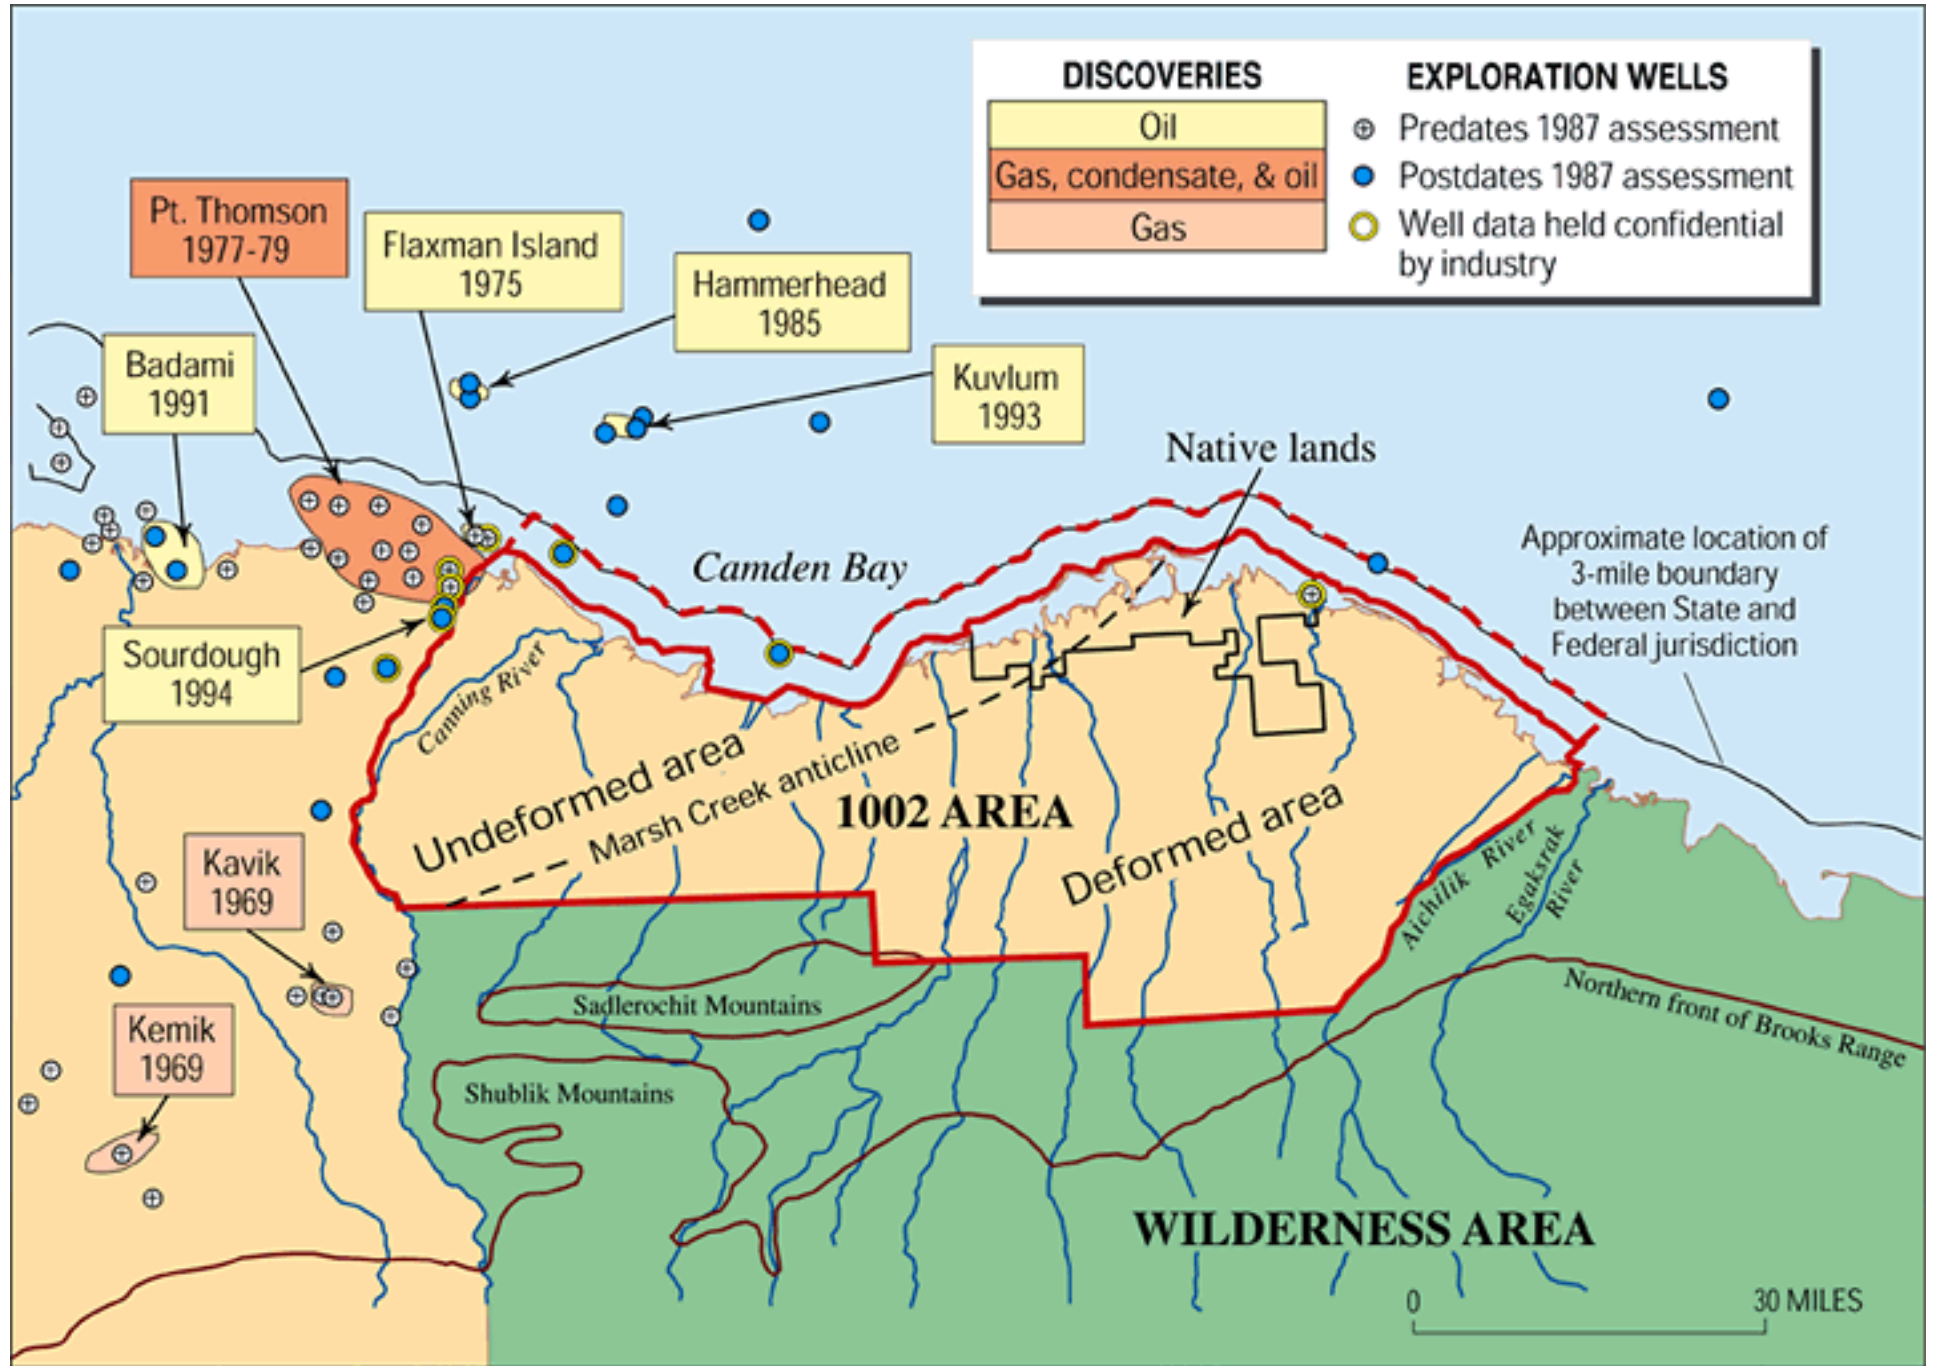 DISCOVERIES
Oil
Gas, condensate, & oil
Gas
EXPLORATION WELLS
Predates 1987 assessment
Postdates 1987 assessment
Well data held confidential
by industry
Pt. Thomson
1977-79
Flaxman Island
1975
Hammerhead
1985
Badami
1991
Kuvlum
1993
Native lands
Camden Bay
Approximate location of
3-mile boundary
between State and
Federal jurisdiction
Sourdough
1994
Canning River
Undeformed area
Marsh Creek anticline
1002 AREA
Deformed area
Aichilik River
Egaksrak
River
Kavik
1969
Kemik
1969
Sadlerochit Mountains
Shublik Mountains
Northern front of Brooks Range
WILDERNESS AREA
0
30 MILES